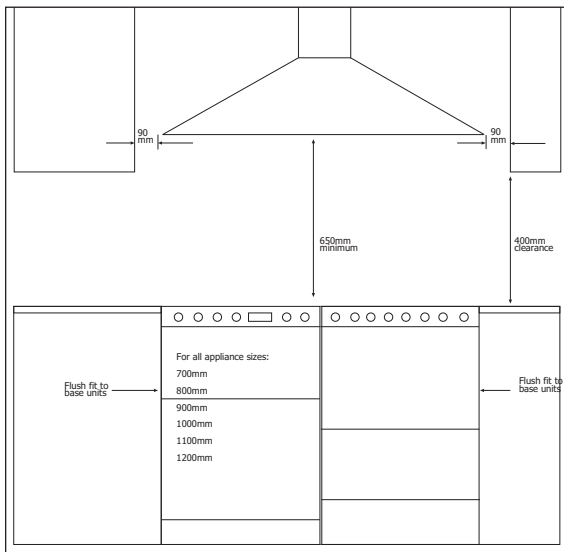 90
mm
90
mm
650mm
minimum
400mm
clearance
For all appliance sizes:
700mm
800mm
900mm
1000mm
1100mm
1200mm
Flush fit to
base units
Flush fit to
base units